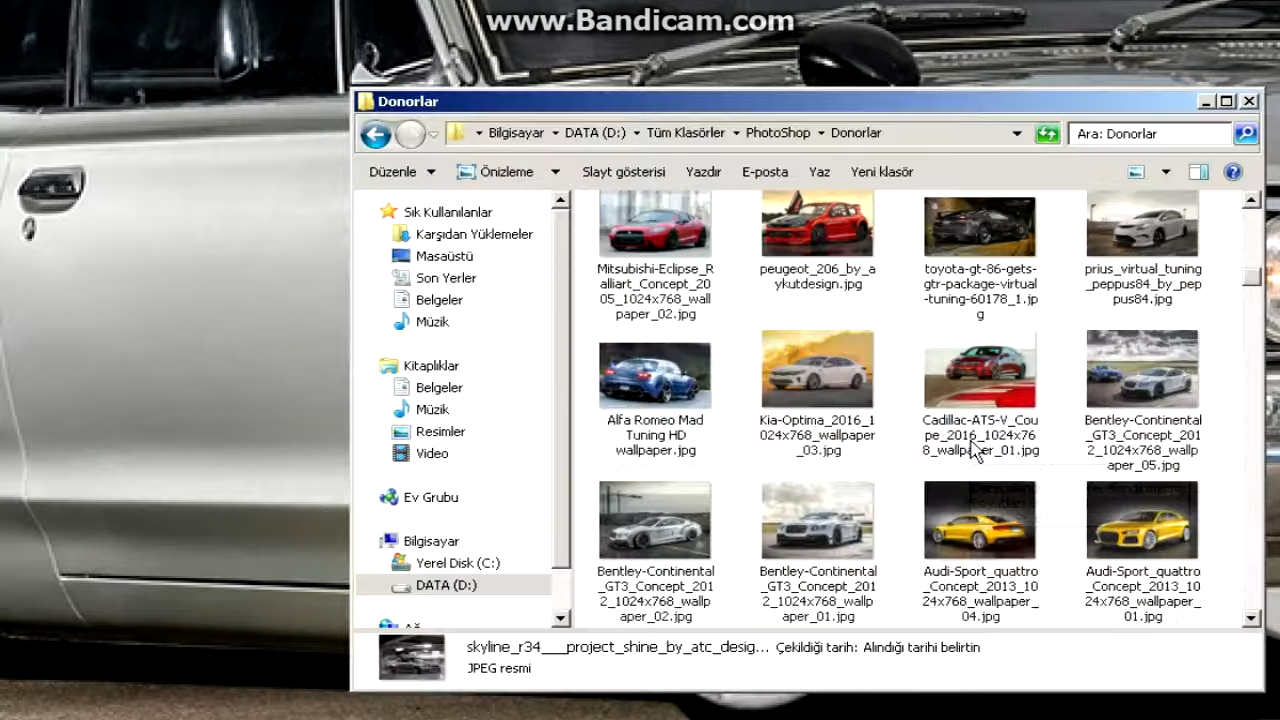 www.Bandicam.com
Donorlar
Bilgisayar
DATA (D:)
Tüm Klasörler
PhotoShop
Donorlar
Ara: Donorlar
Düzenle
Önizleme
Slayt gösterisi
Yazdır
E-posta
Yaz
Yeni klasör
Sık Kullanılanlar
Karşıdan Yüklemeler
Masaüstü
Son Yerler
Belgeler
Müzik
Kitaplıklar
Belgeler
Müzik
Resimler
Video
Ev Grubu
Bilgisayar
Yerel Disk (C:)
DATA (D:)
Mitsubishi-Eclipse_R
alliart_Concept_20
05_1024x768_wall
paper_02.jpg
peugeot_206_by_a
ykutdesign.jpg
toyota-gt-86-gets-
gtr-package-virtual
-tuning-60178_1.jp
g
prius_virtual_tuning
_peppus84_by_pep
pus84.jpg
Alfa Romeo Mad
Tuning HD
wallpaper.jpg
Kia-Optima_2016_1
024x768_wallpaper
_03.jpg
Cadillac-ATS-V_Cou
pe_2016_1024x76
8_wallpaper_01.jpg
Bentley-Continental
_GT3_Concept_201
2_1024x768_wallp
aper_05.jpg
Bentley-Continental
_GT3_Concept_201
2_1024x768_wallp
aper_02.jpg
Bentley-Continental
_GT3_Concept_201
2_1024x768_wallp
aper_01.jpg
Audi-Sport_quattro
_Concept_2013_10
24x768_wallpaper_
04.jpg
Audi-Sport_quattro
_Concept_2013_10
24x768_wallpaper_
01.jpg
skyline_r34___project_shine_by_atc_desig... Çekildiği tarih: Alındığı tarihi belirtin
JPEG resmi